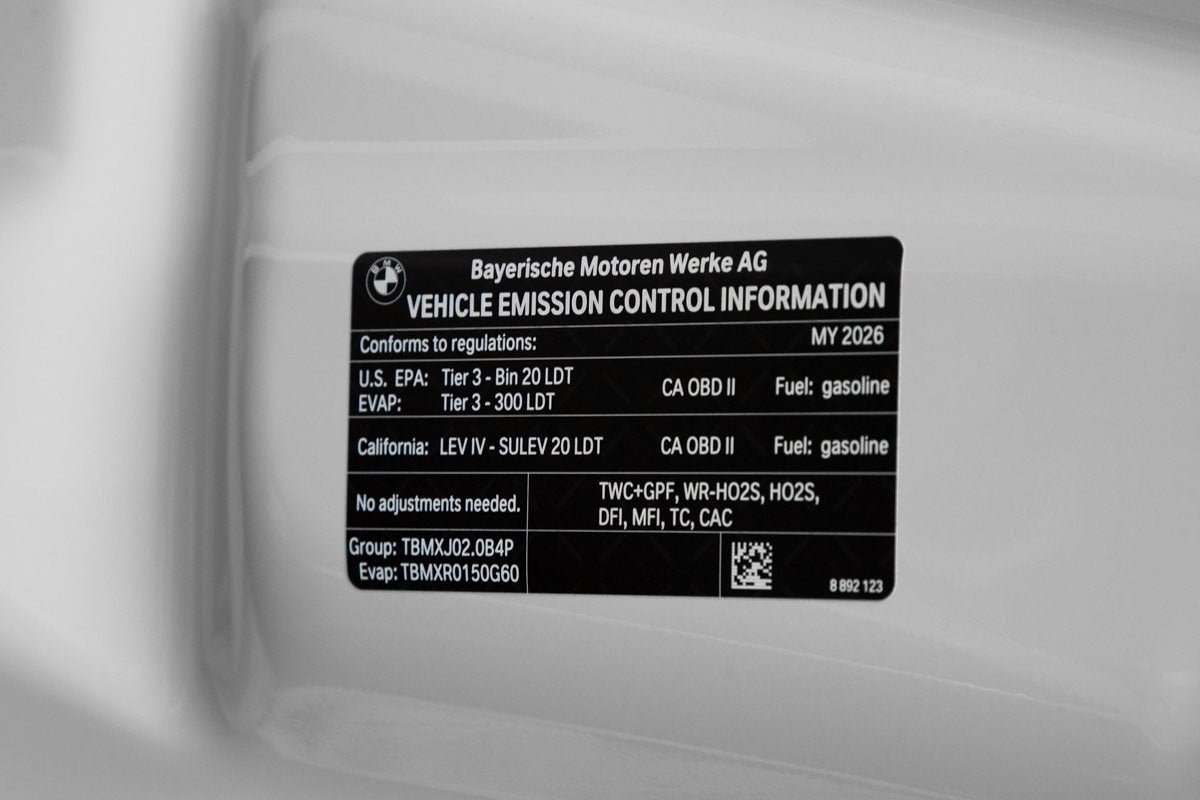 BMW
Bayerische Motoren Werke AG
VEHICLE EMISSION CONTROL INFORMATION
Conforms to regulations: MY 2026
U.S. EPA: Tier 3 - Bin 20 LDT CA OBD II Fuel: gasoline
EVAP: Tier 3 - 300 LDT
California: LEV IV - SULEV 20 LDT CA OBD II Fuel: gasoline
No adjustments needed.
TWC+GPF, WR-HO2S, HO2S,
DFI, MFI, TC, CAC
Group: TBMXJ02.0B4P
Evap: TBMXR0150G60
8 892 123